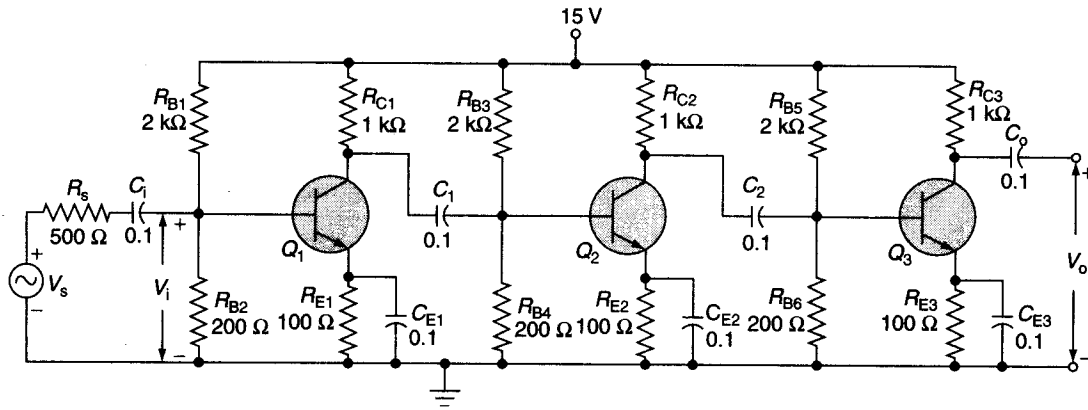 15 V
R_B1
2 kΩ
R_C1
1 kΩ
R_B3
2 kΩ
R_C2
1 kΩ
R_B5
2 kΩ
R_C3
1 kΩ
C_o
0.1
+
R_s
500 Ω
C_i
0.1
+
C_1
0.1
C_2
0.1
Q_1
Q_2
Q_3
+
V_s
−
V_i
−
V_o
−
R_B2
200 Ω
R_E1
100 Ω
C_E1
0.1
R_B4
200 Ω
R_E2
100 Ω
C_E2
0.1
R_B6
200 Ω
R_E3
100 Ω
C_E3
0.1